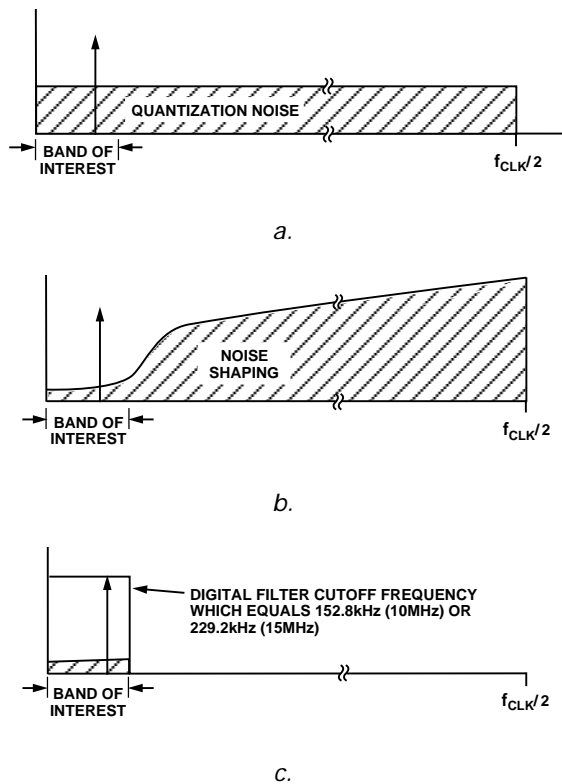 QUANTIZATION NOISE
BAND OF
INTEREST
fCLK/2
a.
NOISE
SHAPING
BAND OF
INTEREST
fCLK/2
b.
DIGITAL FILTER CUTOFF FREQUENCY
WHICH EQUALS 152.8kHz (10MHz) OR
229.2kHz (15MHz)
BAND OF
INTEREST
fCLK/2
c.